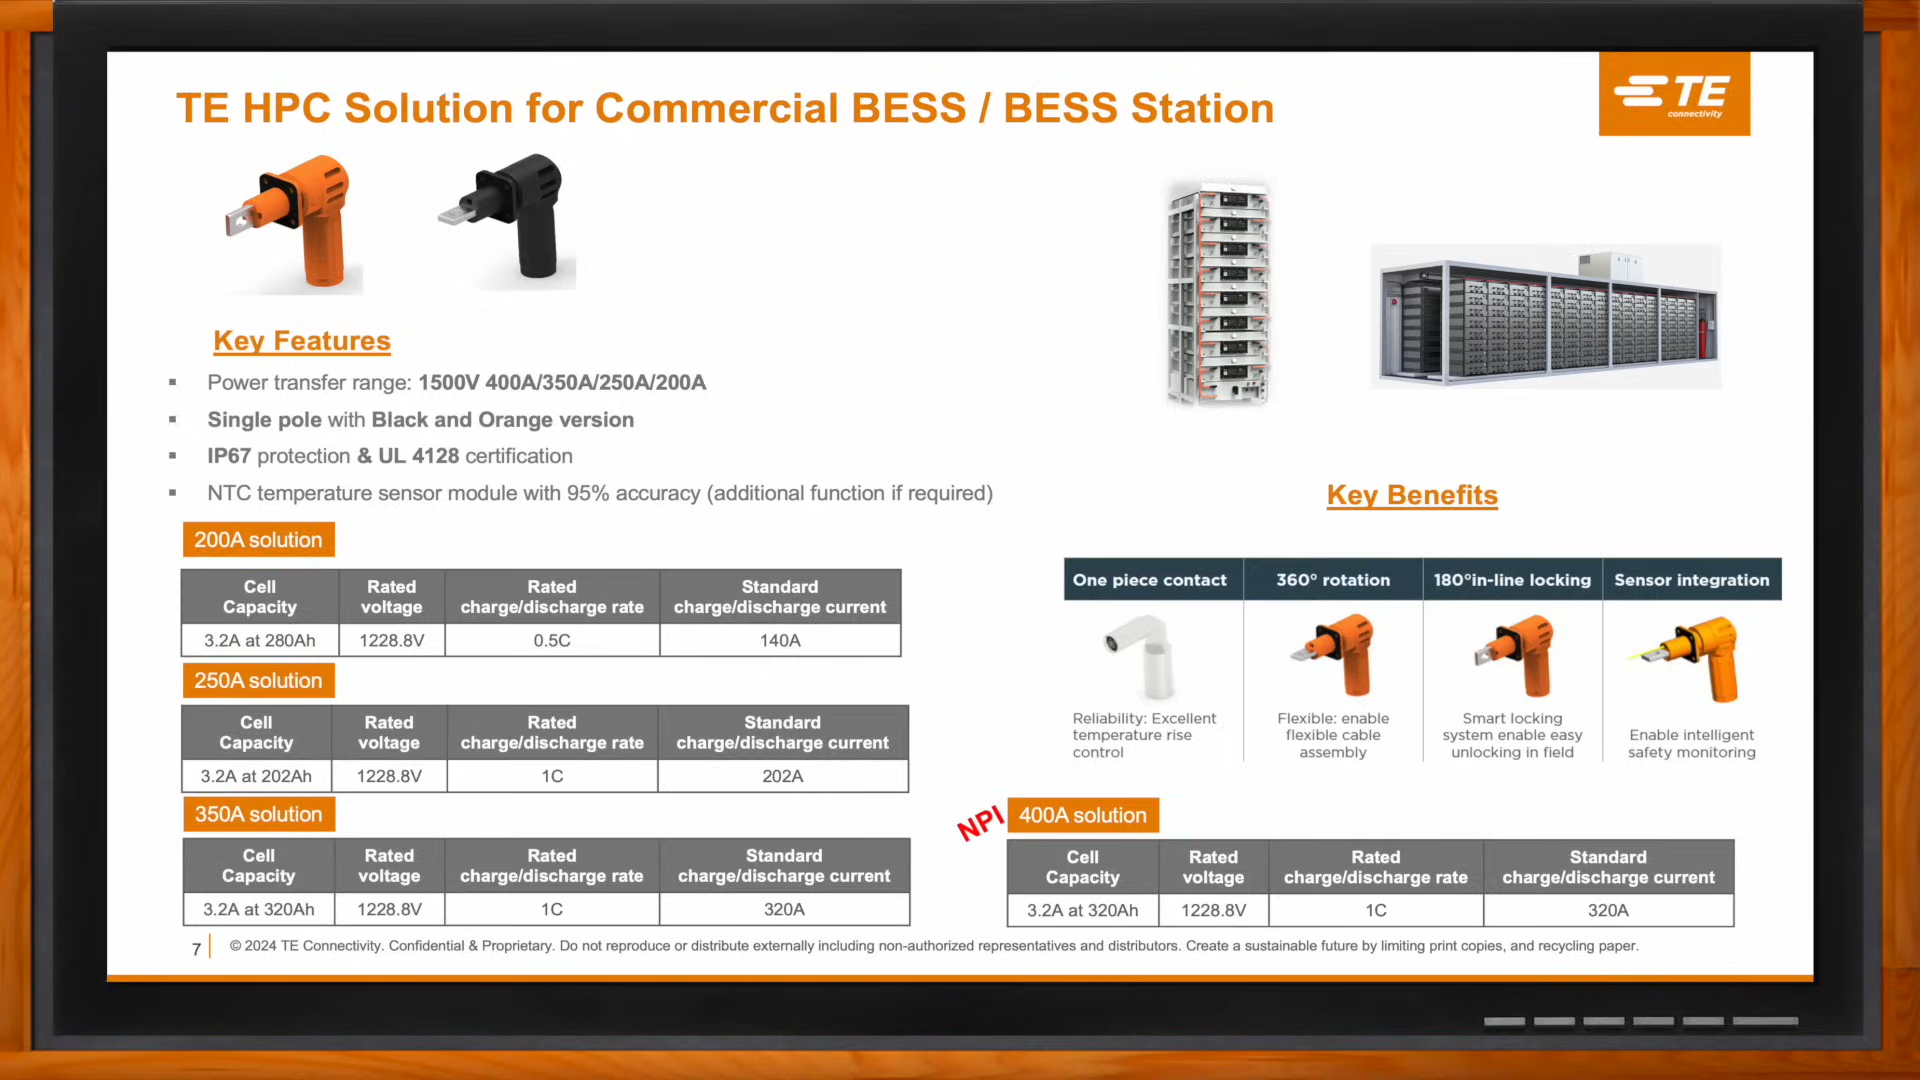 TE HPC Solution for Commercial BESS / BESS Station
TE
connectivity
Key Features
▪ Power transfer range: 1500V 400A/350A/250A/200A
▪ Single pole with Black and Orange version
▪ IP67 protection & UL 4128 certification
▪ NTC temperature sensor module with 95% accuracy (additional function if required)
200A solution
Cell Capacity Rated voltage Rated charge/discharge rate Standard charge/discharge current
3.2A at 280Ah 1228.8V 0.5C 140A
250A solution
Cell Capacity Rated voltage Rated charge/discharge rate Standard charge/discharge current
3.2A at 202Ah 1228.8V 1C 202A
350A solution
Cell Capacity Rated voltage Rated charge/discharge rate Standard charge/discharge current
3.2A at 320Ah 1228.8V 1C 320A
Key Benefits
One piece contact 360° rotation 180°in-line locking Sensor integration
Reliability: Excellent
temperature rise
control
Flexible: enable
flexible cable
assembly
Smart locking
system enable easy
unlocking in field
Enable intelligent
safety monitoring
NPI
400A solution
Cell Capacity Rated voltage Rated charge/discharge rate Standard charge/discharge current
3.2A at 320Ah 1228.8V 1C 320A
7
© 2024 TE Connectivity. Confidential & Proprietary. Do not reproduce or distribute externally including non-authorized representatives and distributors. Create a sustainable future by limiting print copies, and recycling paper.